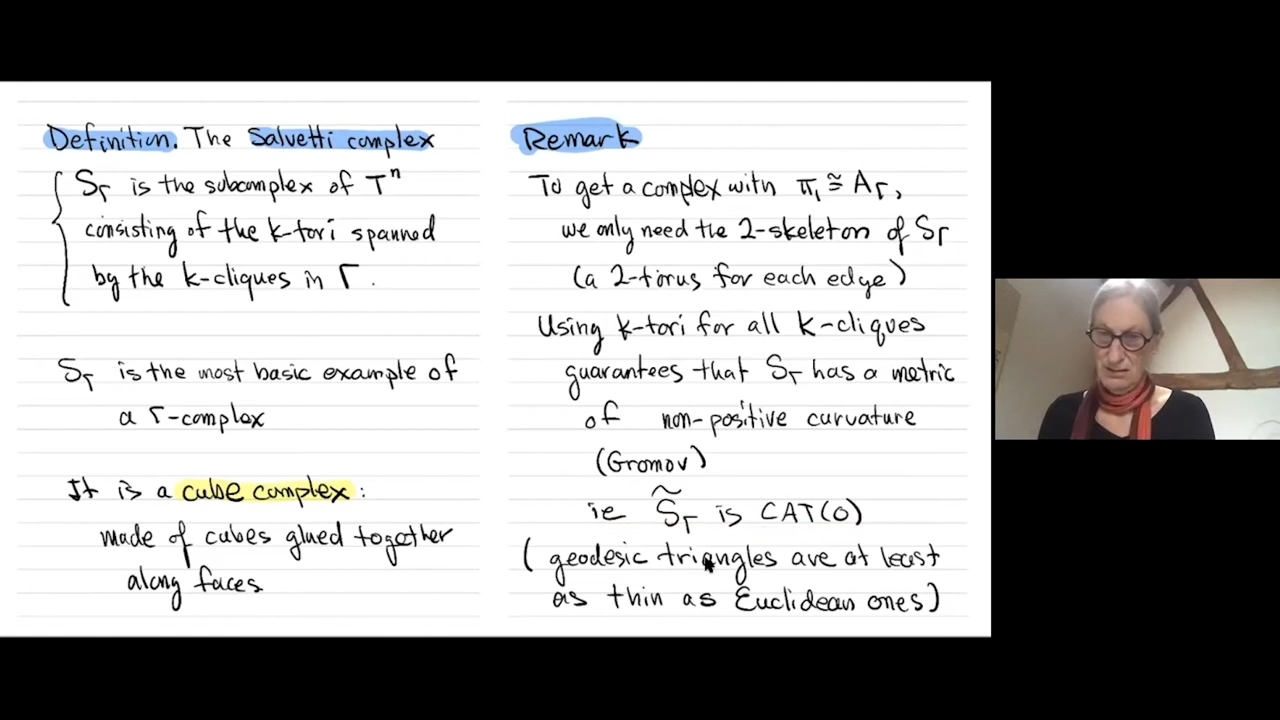 Definition. The Salvetti complex
S_Γ is the subcomplex of Tⁿ
consisting of the k-tori spanned
by the k-cliques in Γ.
S_Γ is the most basic example of
a Γ-complex
It is a cube complex:
made of cubes glued together
along faces
Remark
To get a complex with π₁ ≅ A_Γ,
we only need the 2-skeleton of S_Γ
(a 2-torus for each edge)
Using k-tori for all k-cliques
guarantees that S_Γ has a metric
of non-positive curvature
(Gromov)
ie S̃_Γ is CAT(0)
(geodesic triangles are at least
as thin as Euclidean ones)